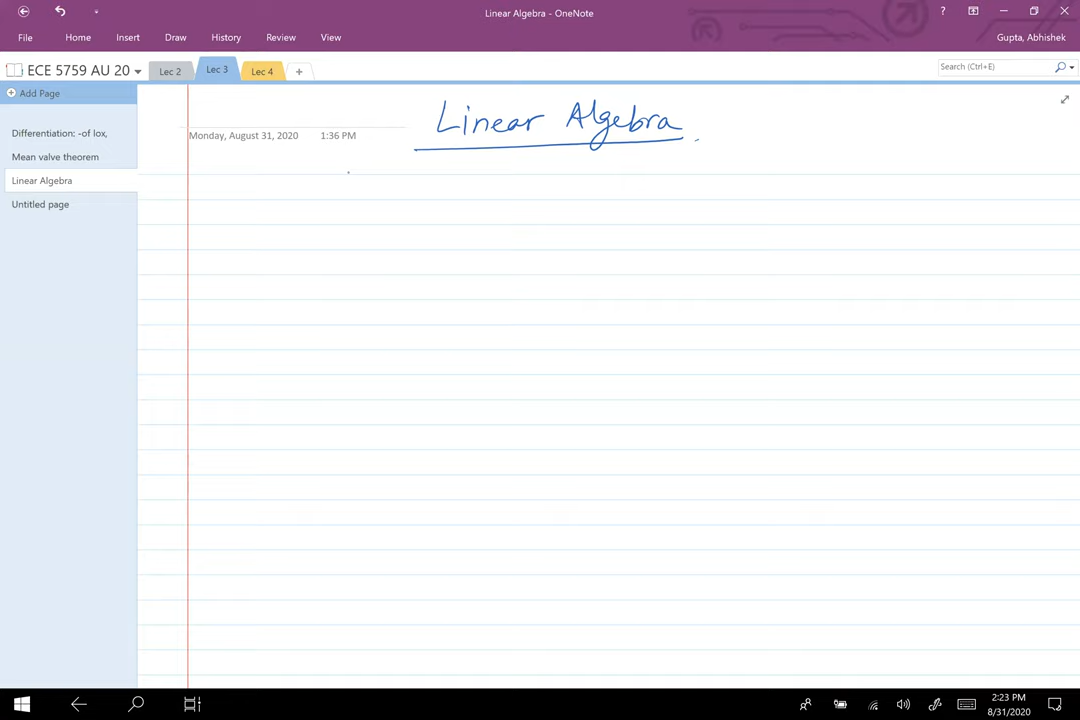 Linear Algebra - OneNote
?
File
Home
Insert
Draw
History
Review
View
Gupta, Abhishek
ECE 5759 AU 20
Lec 2
Lec 3
Lec 4
+
Search (Ctrl+E)
Add Page
Differentiation: -of lox,
Mean valve theorem
Linear Algebra
Untitled page
Linear Algebra
Monday, August 31, 2020 1:36 PM
2:23 PM
8/31/2020